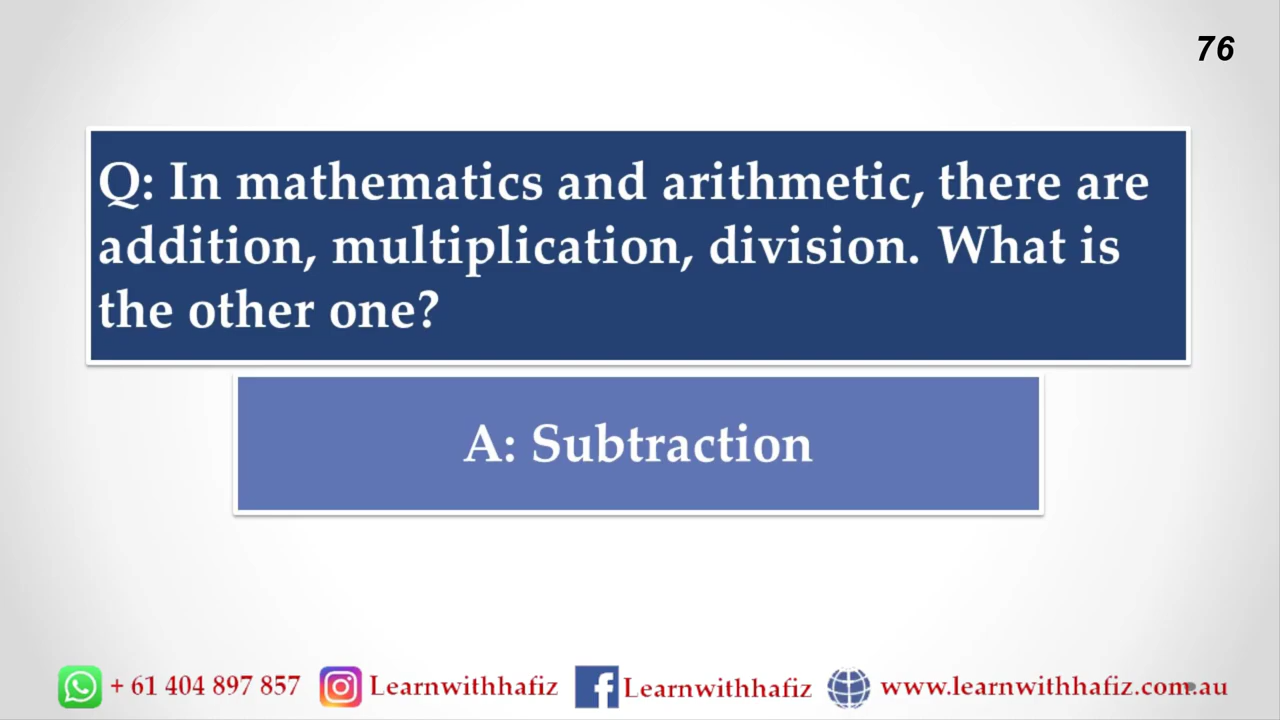 76
Q: In mathematics and arithmetic, there are
addition, multiplication, division. What is
the other one?
A: Subtraction
+ 61 404 897 857 Learnwithhafiz Learnwithhafiz www.learnwithhafiz.com.au